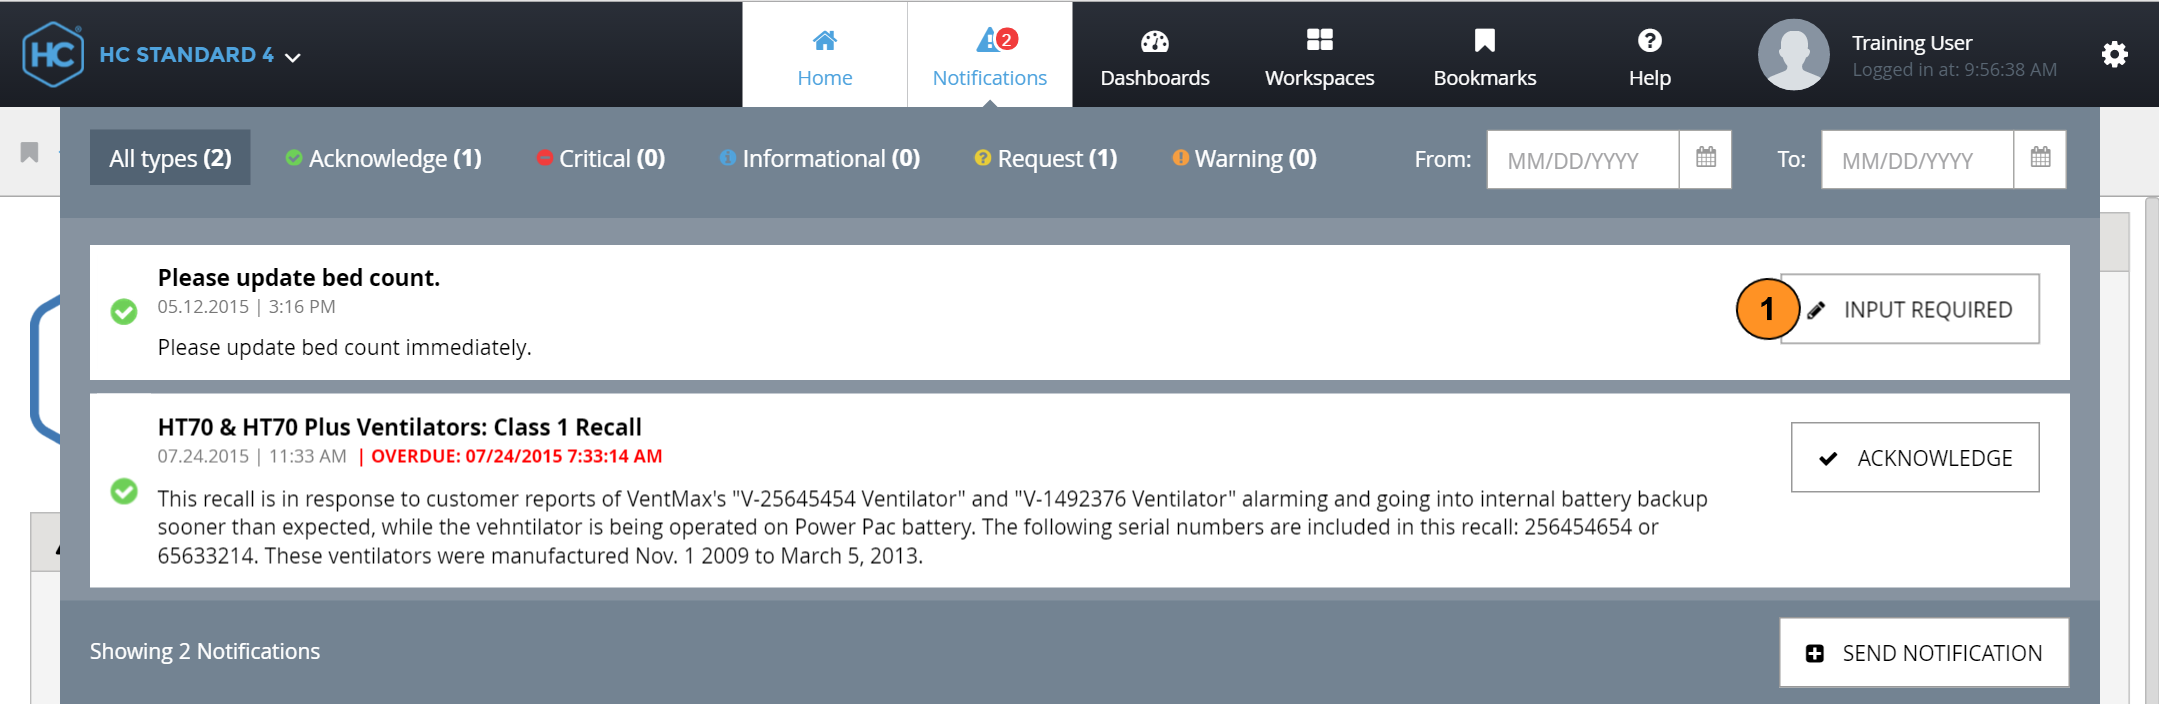 HC HC STANDARD 4
Home
2
Notifications
Dashboards
Workspaces
Bookmarks
Help
Training User
Logged in at: 9:56:38 AM
All types (2) Acknowledge (1) Critical (0) Informational (0) Request (1) Warning (0) From: MM/DD/YYYY To: MM/DD/YYYY
Please update bed count.
05.12.2015 | 3:16 PM
Please update bed count immediately.
1 INPUT REQUIRED
HT70 & HT70 Plus Ventilators: Class 1 Recall
07.24.2015 | 11:33 AM | OVERDUE: 07/24/2015 7:33:14 AM
This recall is in response to customer reports of VentMax's "V-25645454 Ventilator" and "V-1492376 Ventilator" alarming and going into internal battery backup
sooner than expected, while the vehntilator is being operated on Power Pac battery. The following serial numbers are included in this recall: 256454654 or
65633214. These ventilators were manufactured Nov. 1 2009 to March 5, 2013.
ACKNOWLEDGE
Showing 2 Notifications
SEND NOTIFICATION